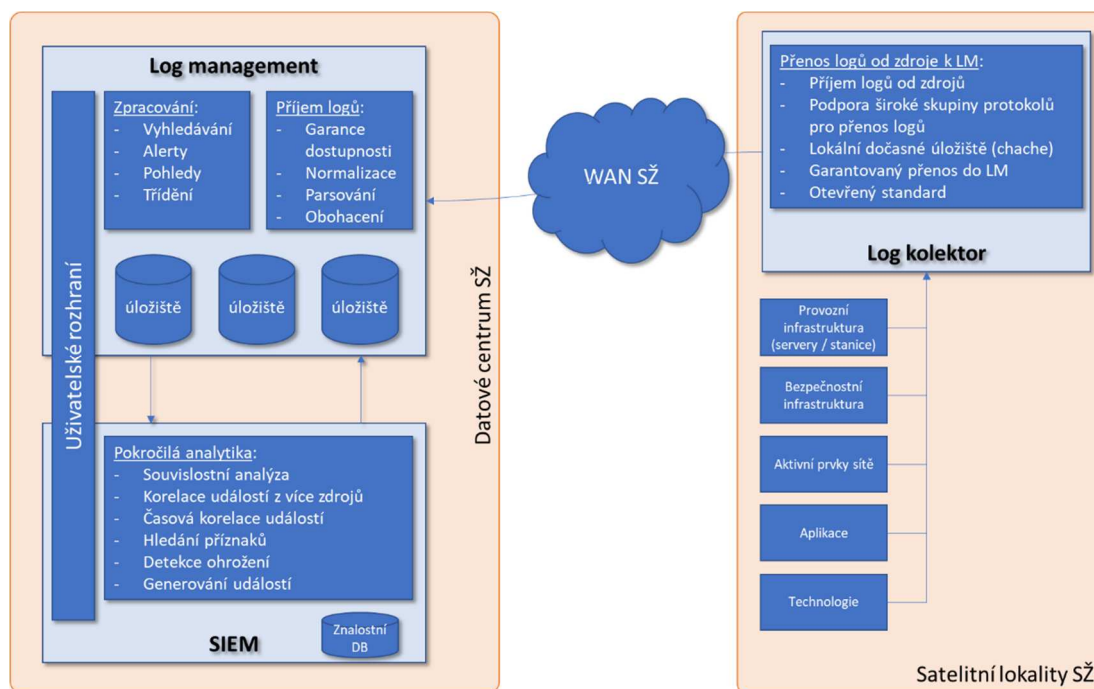 Log management
Zpracování:
- Vyhledávání
- Alerty
- Pohledy
- Třídění
Příjem logů:
- Garance
dostupnosti
- Normalizace
- Parsování
- Obohacení
úložiště
úložiště
úložiště
Uživatelské rozhraní
Pokročilá analytika:
- Souvislostní analýza
- Korelace událostí z více zdrojů
- Časová korelace událostí
- Hledání příznaků
- Detekce ohrožení
- Generování událostí
SIEM
Znalostní
DB
Datové centrum SŽ
WAN SŽ
Přenos logů od zdroje k LM:
- Příjem logů od zdrojů
- Podpora široké skupiny protokolů
pro přenos logů
- Lokální dočasné úložiště (chache)
- Garantovaný přenos do LM
- Otevřený standard
Log kolektor
Provozní
infrastruktura
(servery / stanice)
Bezpečnostní
infrastruktura
Aktivní prvky sítě
Aplikace
Technologie
Satelitní lokality SŽ